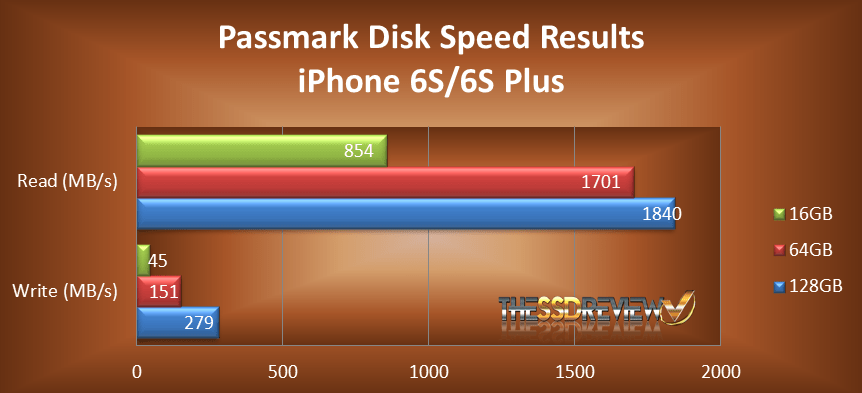 Passmark Disk Speed Results
iPhone 6S/6S Plus
Read (MB/s)
854
1701
1840
Write (MB/s)
45
151
279
0 500 1000 1500 2000
16GB
64GB
128GB
THESSDREVIEW